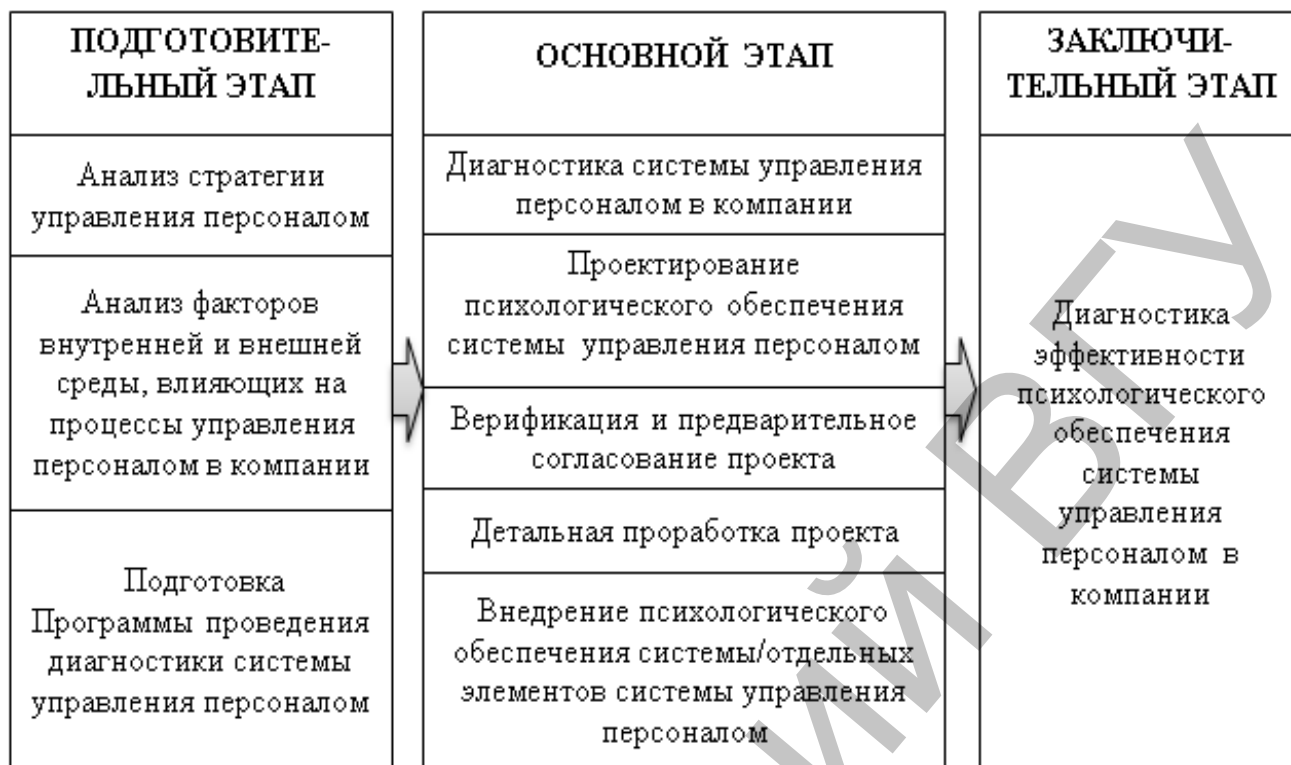 ПОДГОТОВИТЕ-
ЛЬНЫЙ ЭТАП
Анализ стратегии
управления персоналом
Анализ факторов
внутренней и внешней
среды, влияющих на
процессы управления
персоналом в компании
Подготовка
Программы проведения
диагностики системы
управления персоналом
ОСНОВНОЙ ЭТАП
Диагностика системы управления
персоналом в компании
Проектирование
психологического обеспечения
системы управления персоналом
Верификация и предварительное
согласование проекта
Детальная проработка проекта
Внедрение психологического
обеспечения системы/отдельных
элементов системы управления
персоналом
ЗАКЛЮЧИ-
ТЕЛЬНЫЙ ЭТАП
Диагностика
эффективности
психологического
обеспечения
системы
управления
персоналом в
компании
ВГУ